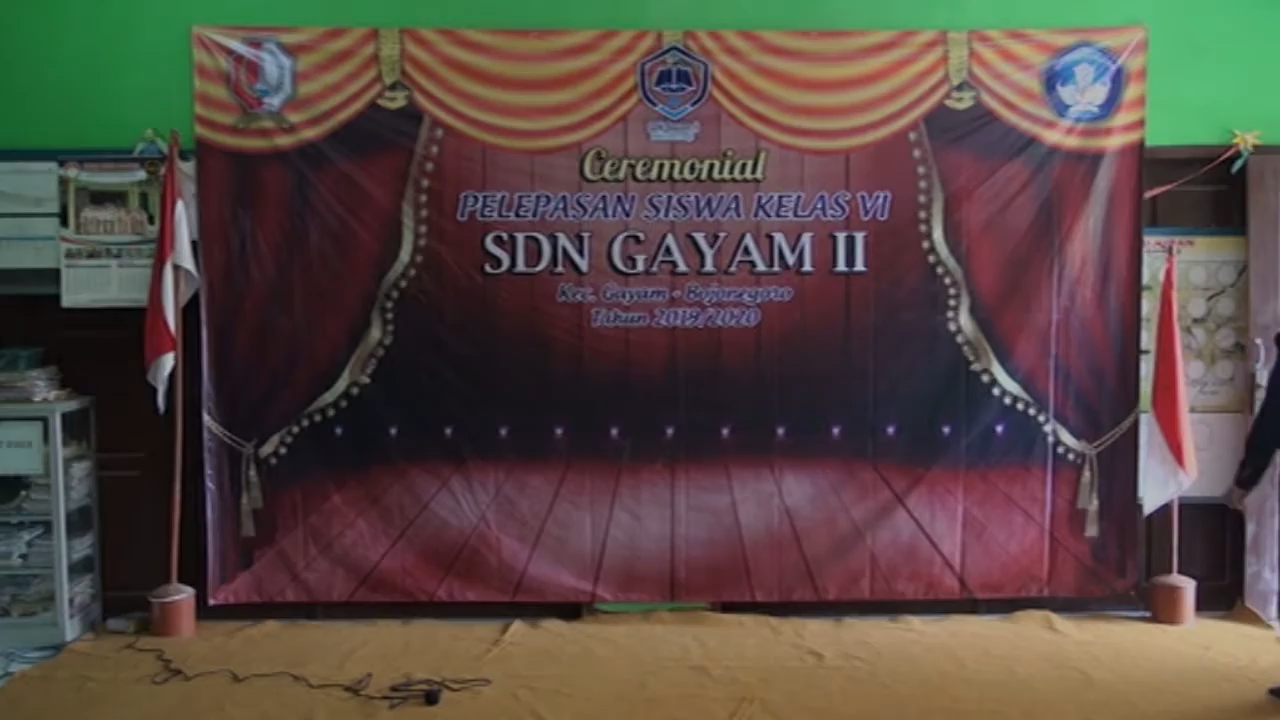 Ceremonial
PELEPASAN SISWA KELAS VI
SDN GAYAM II
Kec. Gayam - Bojonegoro
Tahun 2019/2020